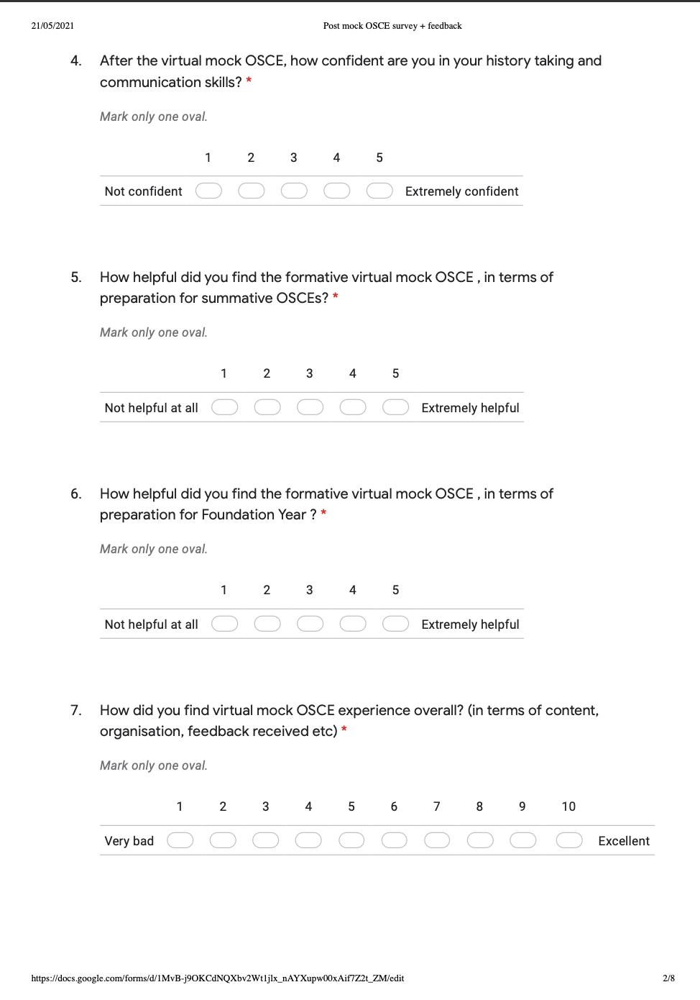 21/05/2021 Post mock OSCE survey + feedback
4. After the virtual mock OSCE, how confident are you in your history taking and
communication skills? *
Mark only one oval.
1 2 3 4 5
Not confident Extremely confident
5. How helpful did you find the formative virtual mock OSCE , in terms of
preparation for summative OSCEs? *
Mark only one oval.
1 2 3 4 5
Not helpful at all Extremely helpful
6. How helpful did you find the formative virtual mock OSCE , in terms of
preparation for Foundation Year ? *
Mark only one oval.
1 2 3 4 5
Not helpful at all Extremely helpful
7. How did you find virtual mock OSCE experience overall? (in terms of content,
organisation, feedback received etc) *
Mark only one oval.
1 2 3 4 5 6 7 8 9 10
Very bad Excellent
https://docs.google.com/forms/d/1MvB-j9OKCdNQXbv2Wt1jlx_nAYXupw00xAif7Z2t_ZM/edit 2/8